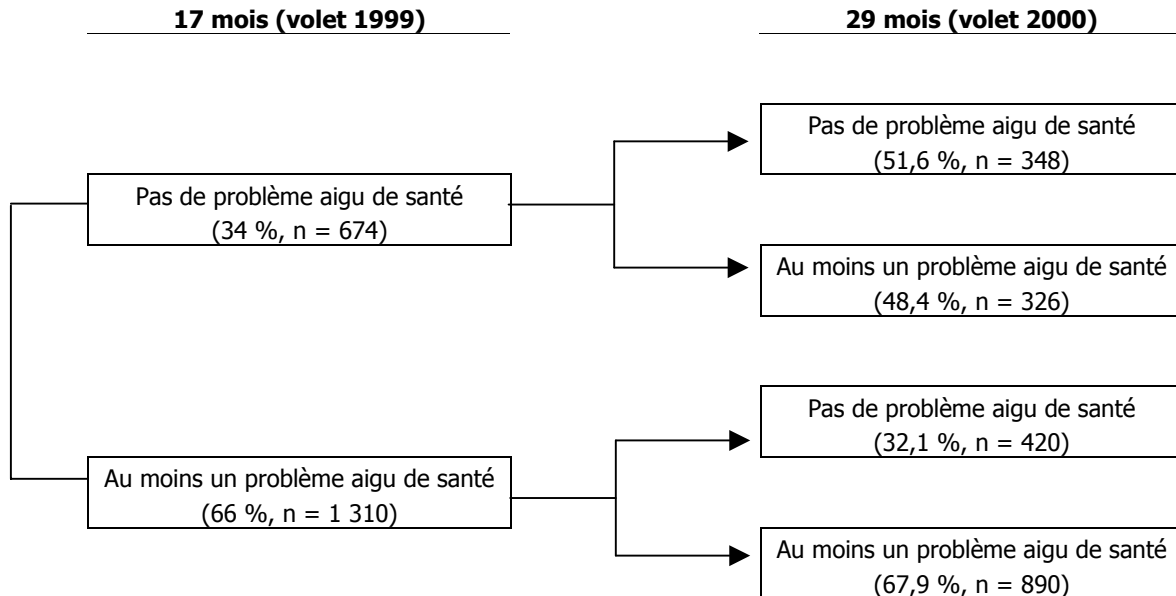 17 mois (volet 1999)
29 mois (volet 2000)
Pas de problème aigu de santé
(34 %, n = 674)
Pas de problème aigu de santé
(51,6 %, n = 348)
Au moins un problème aigu de santé
(48,4 %, n = 326)
Au moins un problème aigu de santé
(66 %, n = 1 310)
Pas de problème aigu de santé
(32,1 %, n = 420)
Au moins un problème aigu de santé
(67,9 %, n = 890)